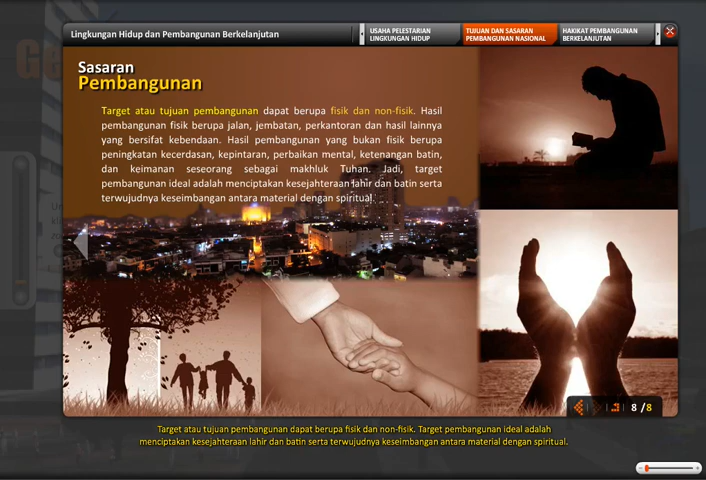 Lingkungan Hidup dan Pembangunan Berkelanjutan
USAHA PELESTARIAN
LINGKUNGAN HIDUP
TUJUAN DAN SASARAN
PEMBANGUNAN NASIONAL
HAKIKAT PEMBANGUNAN
BERKELANJUTAN
Sasaran
Pembangunan
Target atau tujuan pembangunan dapat berupa fisik dan non-fisik. Hasil
pembangunan fisik berupa jalan, jembatan, perkantoran dan hasil lainnya
yang bersifat kebendaan. Hasil pembangunan yang bukan fisik berupa
peningkatan kecerdasan, kepintaran, perbaikan mental, ketenangan batin,
dan keimanan seseorang sebagai makhluk Tuhan. Jadi, target
pembangunan ideal adalah menciptakan kesejahteraan lahir dan batin serta
terwujudnya keseimbangan antara material dengan spiritual.
8 /8
Target atau tujuan pembangunan dapat berupa fisik dan non-fisik. Target pembangunan ideal adalah
menciptakan kesejahteraan lahir dan batin serta terwujudnya keseimbangan antara material dengan spiritual.